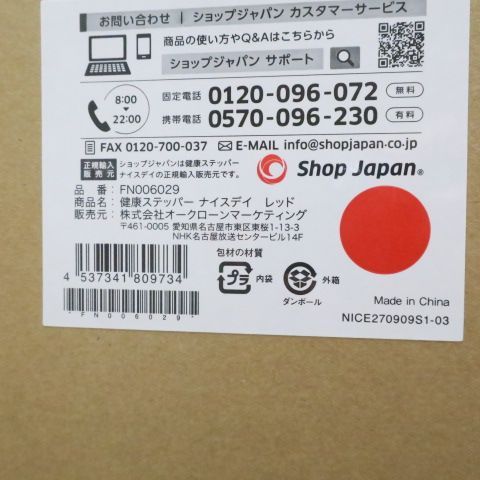 お問い合わせ ショップジャパン カスタマーサービス
商品の使い方やQ&Aはこちらから
ショップジャパン サポート
8:00
22:00
固定電話 0120-096-072 無料
携帯電話 0570-096-230 有料
FAX 0120-700-037 E-MAIL info@shopjapan.co.jp
正規輸入販売元 ショップジャパンは健康ステッパー
ナイスデイの正規輸入販売元です。
Shop Japan®
品 番: FN006029
商品名: 健康ステッパー ナイスデイ レッド
販売元: 株式会社オークローンマーケティング
〒461-0005 愛知県名古屋市東区東桜1-13-3
NHK名古屋放送センタービル14F
包材の材質
4 537341 809734
プラ 内袋 外箱
ダンボール
*FN006029*
Made in China
NICE270909S1-03